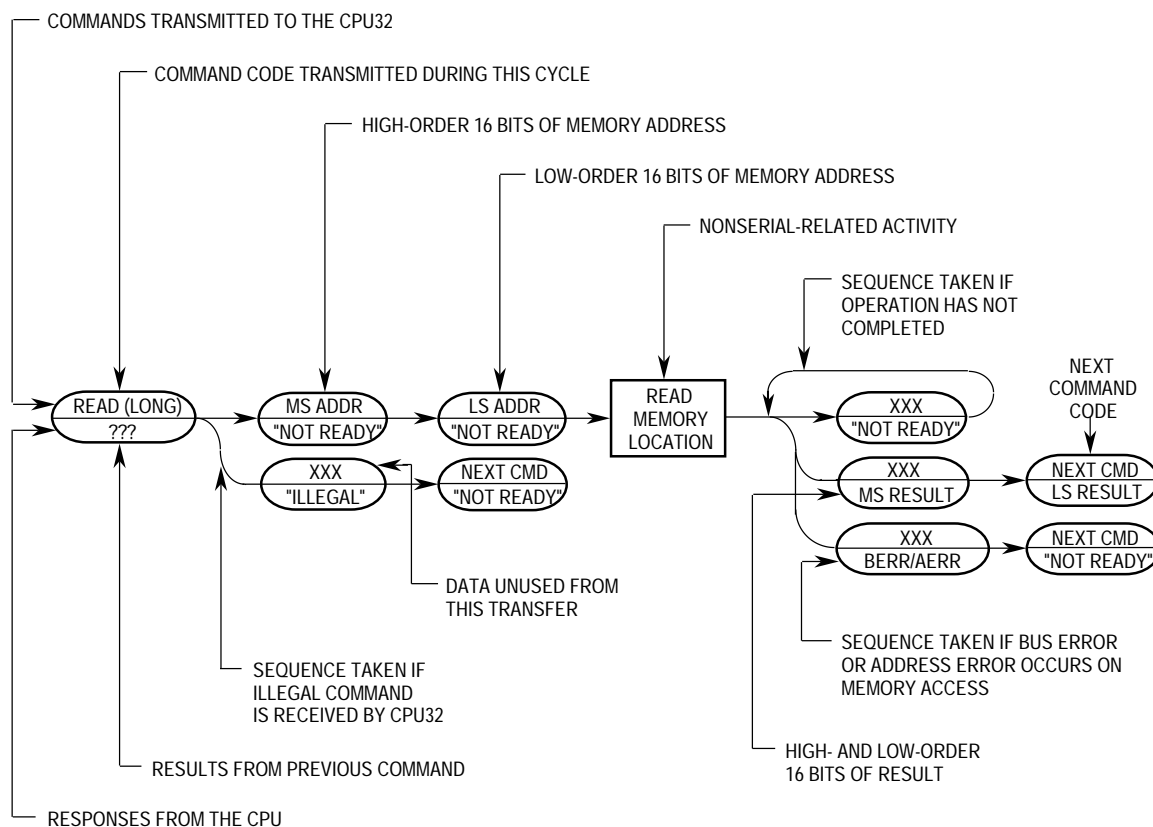 COMMANDS TRANSMITTED TO THE CPU32
COMMAND CODE TRANSMITTED DURING THIS CYCLE
HIGH-ORDER 16 BITS OF MEMORY ADDRESS
LOW-ORDER 16 BITS OF MEMORY ADDRESS
NONSERIAL-RELATED ACTIVITY
SEQUENCE TAKEN IF
OPERATION HAS NOT
COMPLETED
NEXT
COMMAND
CODE
READ (LONG)
???
MS ADDR
"NOT READY"
LS ADDR
"NOT READY"
READ
MEMORY
LOCATION
XXX
"NOT READY"
XXX
"ILLEGAL"
NEXT CMD
"NOT READY"
XXX
MS RESULT
NEXT CMD
LS RESULT
XXX
BERR/AERR
NEXT CMD
"NOT READY"
DATA UNUSED FROM
THIS TRANSFER
SEQUENCE TAKEN IF
ILLEGAL COMMAND
IS RECEIVED BY CPU32
SEQUENCE TAKEN IF BUS ERROR
OR ADDRESS ERROR OCCURS ON
MEMORY ACCESS
HIGH- AND LOW-ORDER
16 BITS OF RESULT
RESULTS FROM PREVIOUS COMMAND
RESPONSES FROM THE CPU